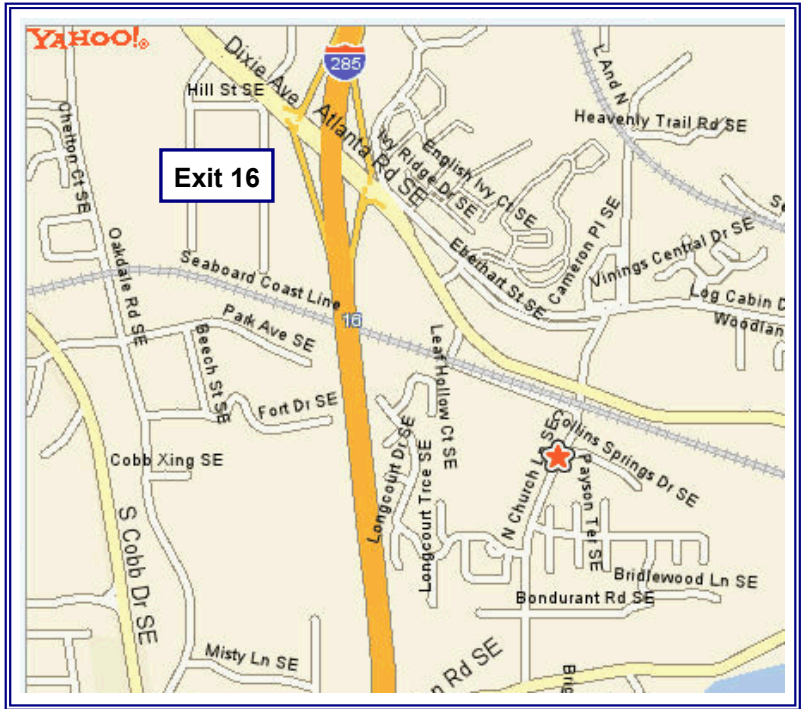 YAHOO!®
285
Dixie Ave
Atlanta Rd SE
Hill St SE
L And N
Heavenly Trail Rd SE
Chelton Ct SE
Exit 16
Ivy Ridge Dr SE
English Ivy Ct SE
Oakdale Rd SE
Seaboard Coast Line
Eberhart St SE
Cameron Pl SE
Vinings Central Dr SE
Log Cabin D
Woodlan
16
Park Ave SE
Beech St SE
Leaf Hollow Ct SE
Fort Dr SE
Collins Springs Dr SE
Cobb Xing SE
Longcourt Dr SE
Longcourt Trce SE
N Church L SE
Payson Ter SE
S Cobb Dr SE
Bridlewood Ln SE
Bondurant Rd SE
Misty Ln SE
n Rd SE